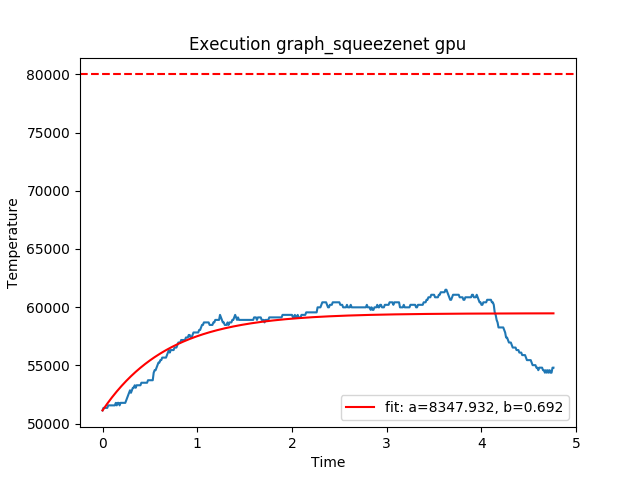 Execution graph_squeezenet gpu
Temperature
80000
75000
70000
65000
60000
55000
50000
0 1 2 3 4 5
Time
fit: a=8347.932, b=0.692